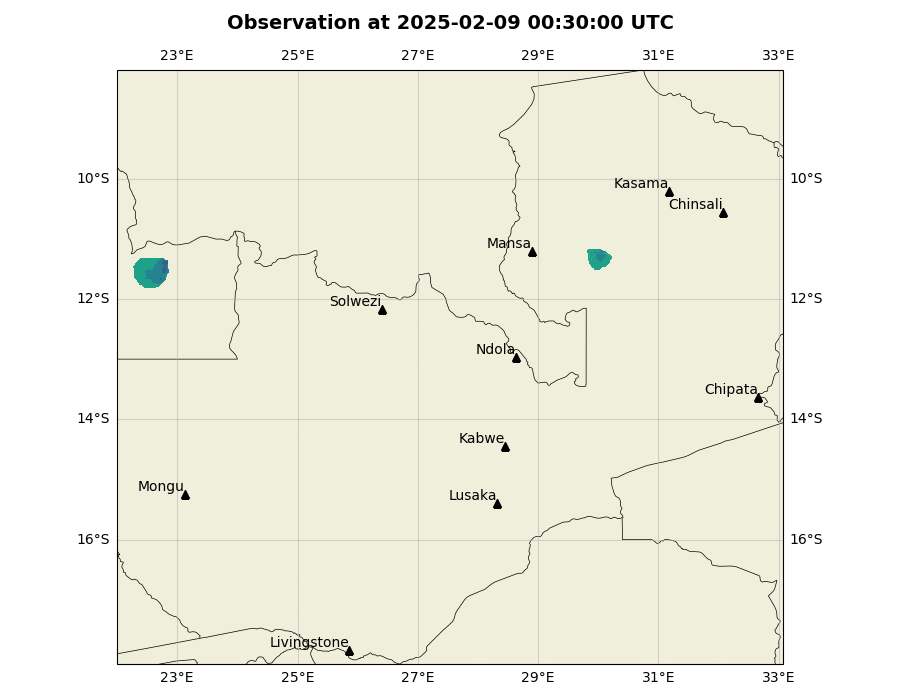 Observation at 2025-02-09 00:30:00 UTC
23°E 25°E 27°E 29°E 31°E 33°E
10°S 10°S
Kasama
Chinsali
Mansa
12°S 12°S
Solwezi
Ndola
Chipata
14°S 14°S
Kabwe
Mongu
Lusaka
16°S 16°S
Livingstone
23°E 25°E 27°E 29°E 31°E 33°E